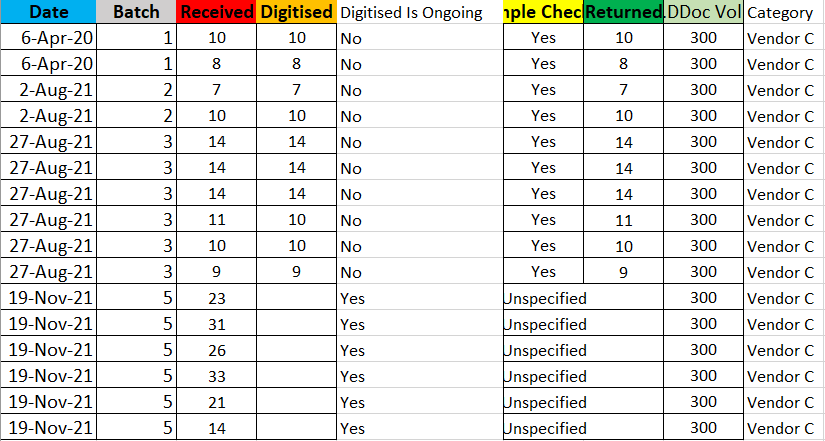 Date Batch Received Digitised Digitised Is Ongoing nple Chec Returned .DDoc Vol Category
6-Apr-20 1 10 10 No Yes 10 300 Vendor C
6-Apr-20 1 8 8 No Yes 8 300 Vendor C
2-Aug-21 2 7 7 No Yes 7 300 Vendor C
2-Aug-21 2 10 10 No Yes 10 300 Vendor C
27-Aug-21 3 14 14 No Yes 14 300 Vendor C
27-Aug-21 3 14 14 No Yes 14 300 Vendor C
27-Aug-21 3 14 14 No Yes 14 300 Vendor C
27-Aug-21 3 11 10 No Yes 11 300 Vendor C
27-Aug-21 3 10 10 No Yes 10 300 Vendor C
27-Aug-21 3 9 9 No Yes 9 300 Vendor C
19-Nov-21 5 23 Yes Unspecified 300 Vendor C
19-Nov-21 5 31 Yes Unspecified 300 Vendor C
19-Nov-21 5 26 Yes Unspecified 300 Vendor C
19-Nov-21 5 33 Yes Unspecified 300 Vendor C
19-Nov-21 5 21 Yes Unspecified 300 Vendor C
19-Nov-21 5 14 Yes Unspecified 300 Vendor C